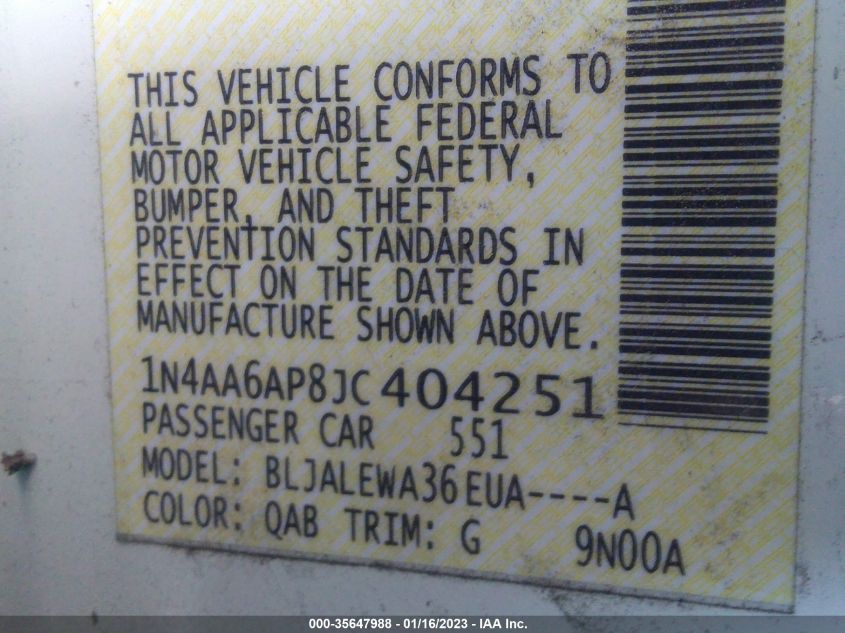 THIS VEHICLE CONFORMS TO
ALL APPLICABLE FEDERAL
MOTOR VEHICLE SAFETY,
BUMPER, AND THEFT
PREVENTION STANDARDS IN
EFFECT ON THE DATE OF
MANUFACTURE SHOWN ABOVE.
1N4AA6AP8JC404251
PASSENGER CAR 551
MODEL: BLJALEWA36EUA----A
COLOR: QAB TRIM: G 9N00A
000-35647988 - 01/16/2023 - IAA Inc.